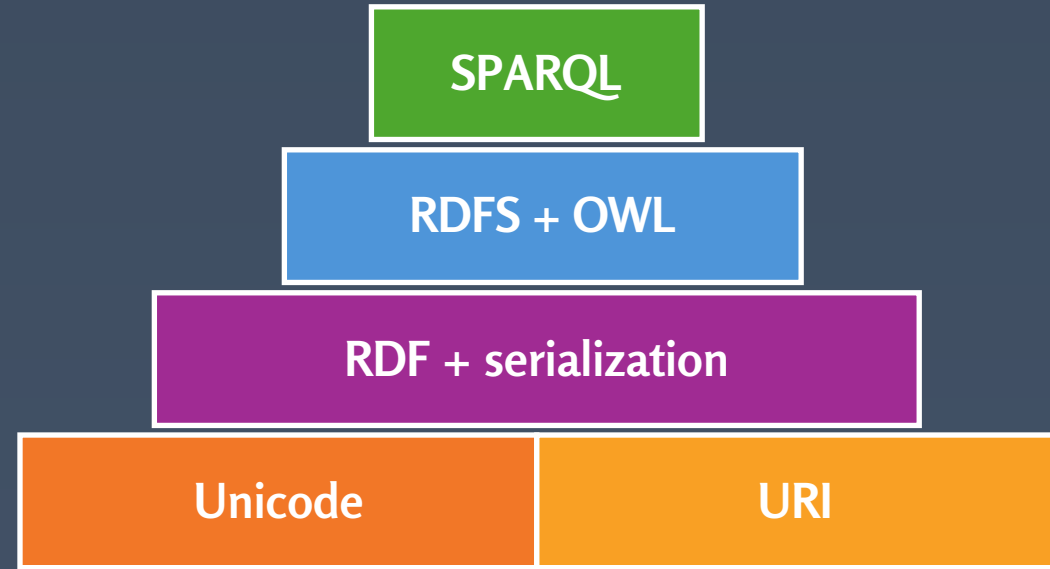 SPARQL
RDFS + OWL
RDF + serialization
Unicode
URI